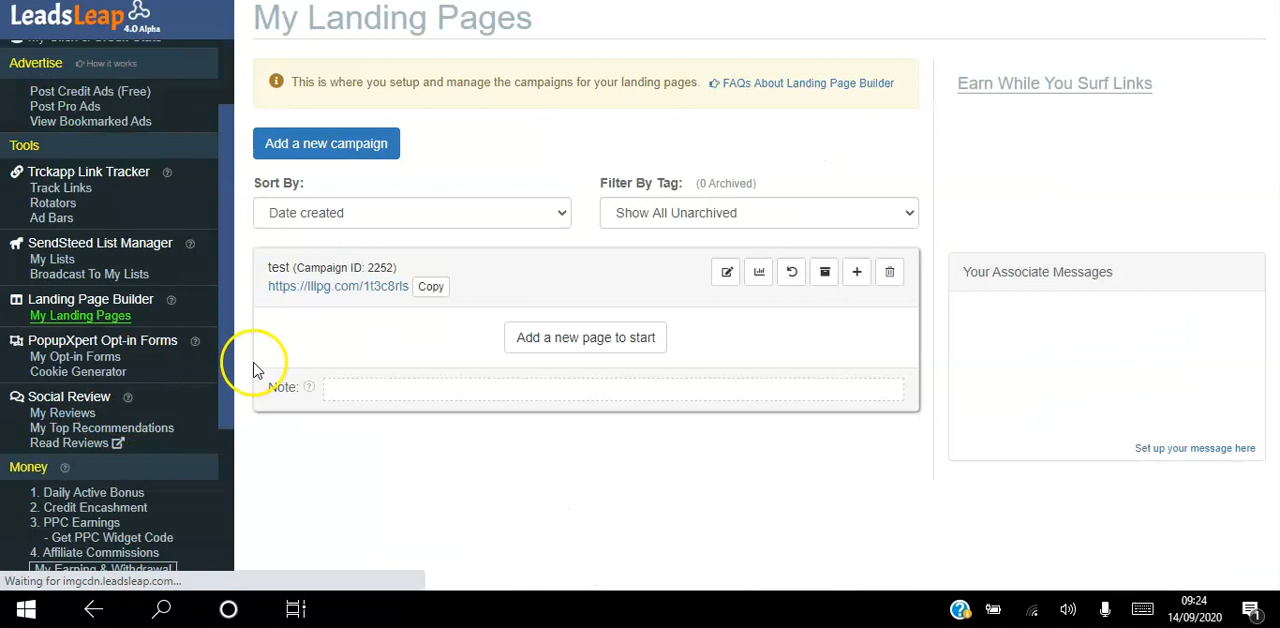 LeadsLeap
4.0 Alpha
Advertise How it works
Post Credit Ads (Free)
Post Pro Ads
View Bookmarked Ads
Tools
Trckapp Link Tracker
Track Links
Rotators
Ad Bars
SendSteed List Manager
My Lists
Broadcast To My Lists
Landing Page Builder
My Landing Pages
PopupXpert Opt-in Forms
My Opt-in Forms
Cookie Generator
Social Review
My Reviews
My Top Recommendations
Read Reviews
Money
1. Daily Active Bonus
2. Credit Encashment
3. PPC Earnings
- Get PPC Widget Code
4. Affiliate Commissions
My Earning & Withdrawal
Waiting for imgcdn.leadsleap.com...
My Landing Pages
This is where you setup and manage the campaigns for your landing pages. FAQs About Landing Page Builder
Add a new campaign
Sort By:
Date created
Filter By Tag: (0 Archived)
Show All Unarchived
test (Campaign ID: 2252)
https://lllpg.com/1t3c8rls Copy
Add a new page to start
Note:
Earn While You Surf Links
Your Associate Messages
Set up your message here
09:24
14/09/2020
1